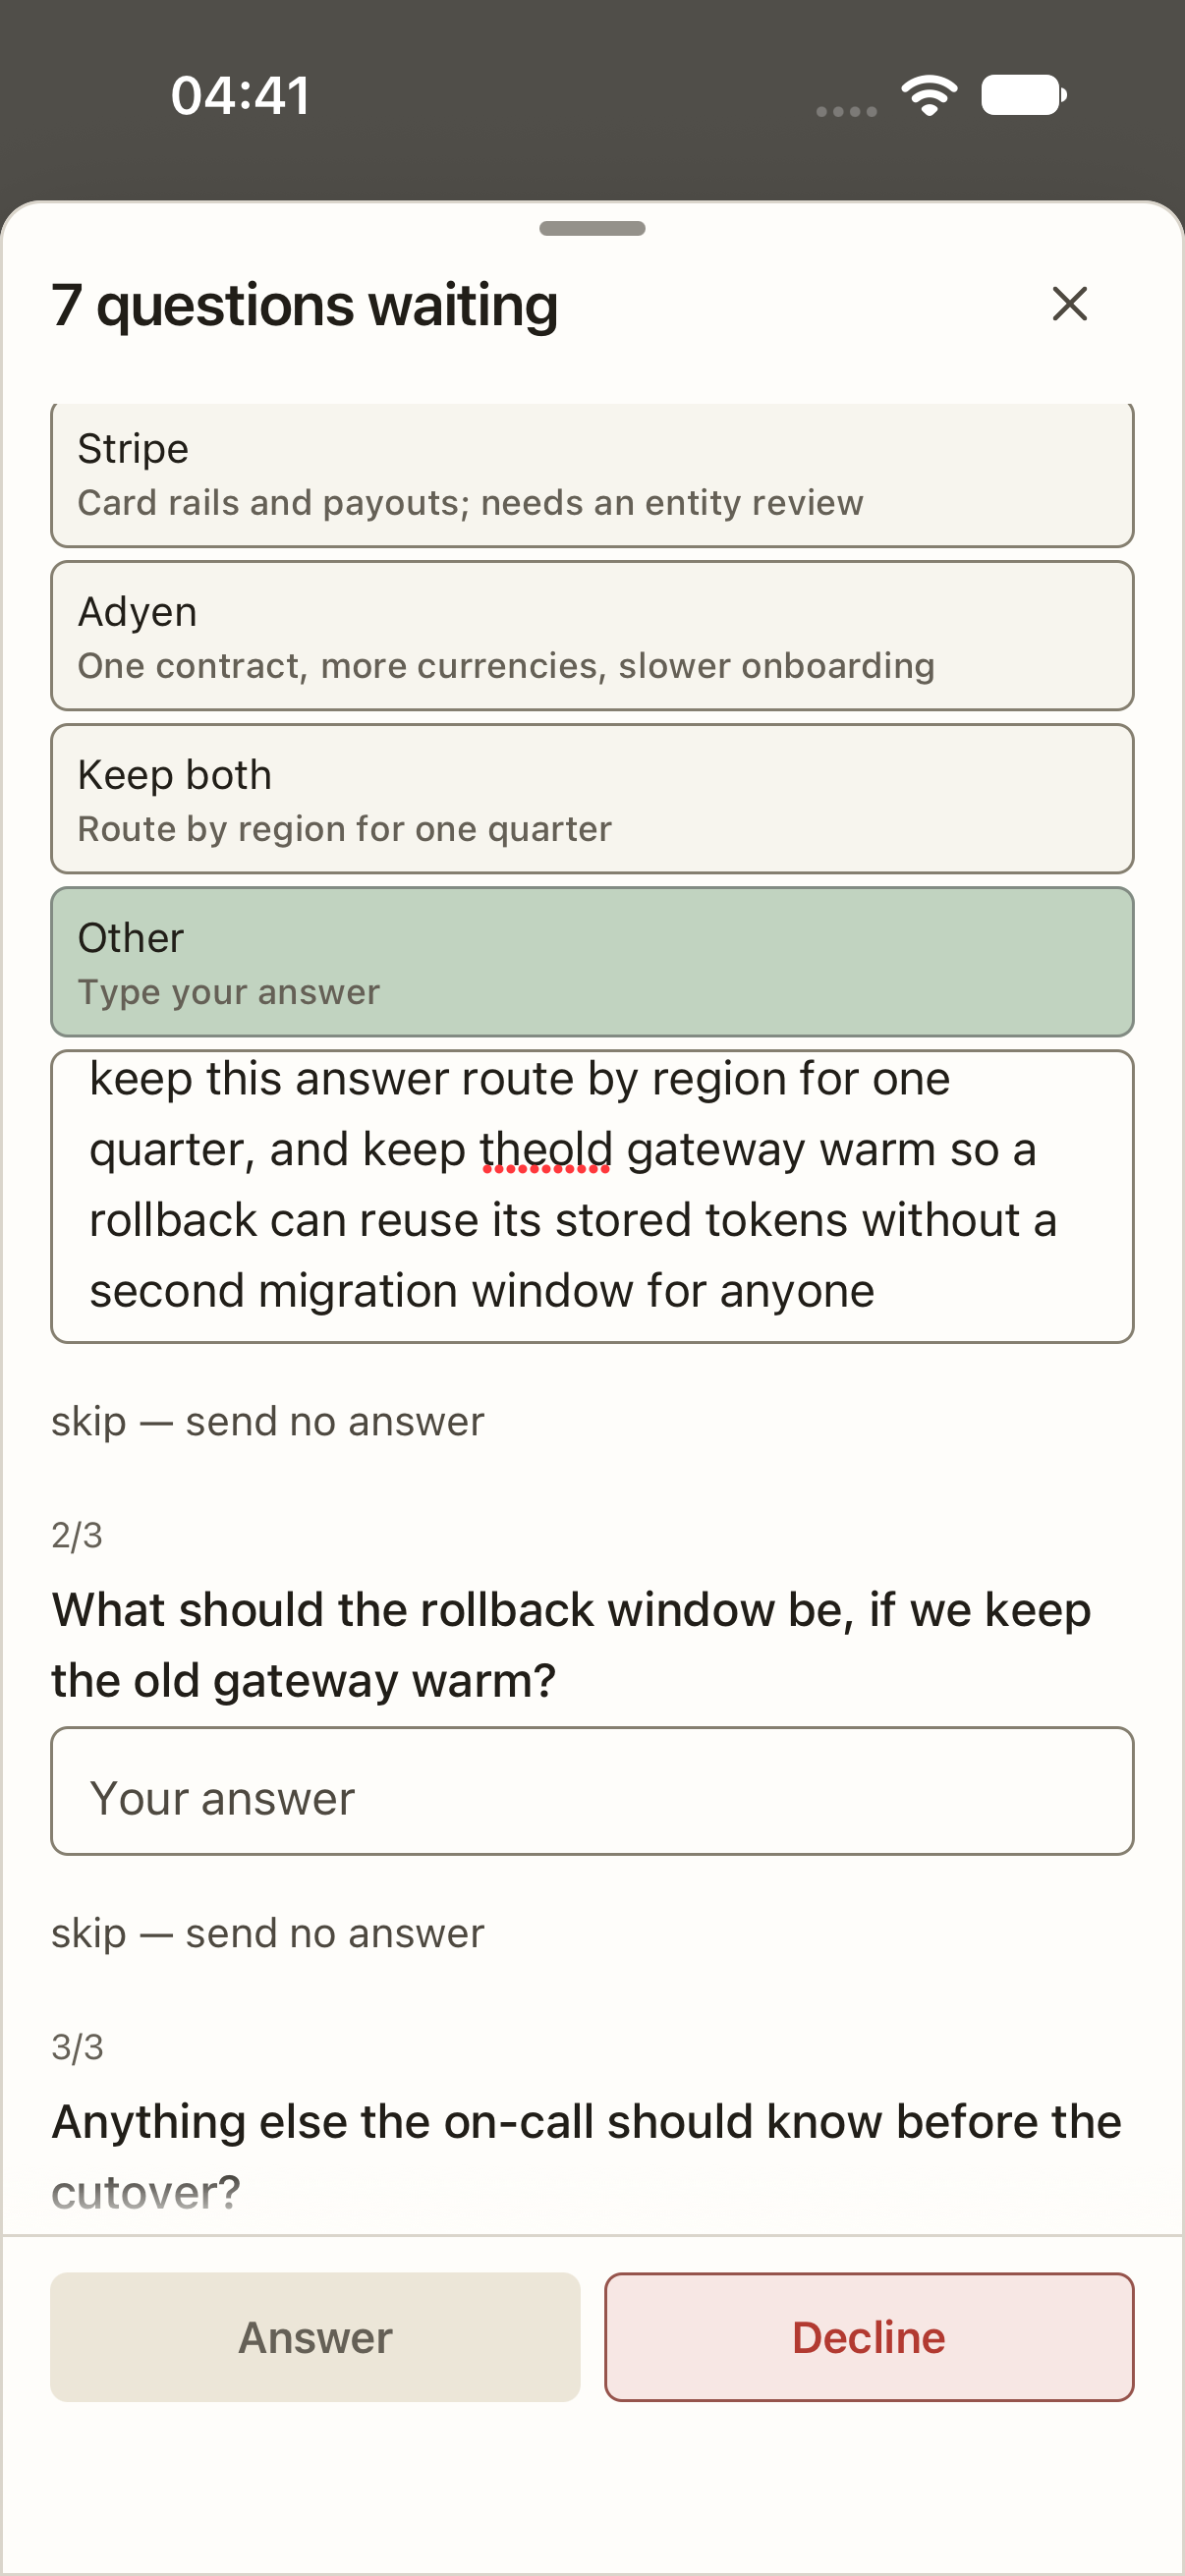 04:41
7 questions waiting
Stripe
Card rails and payouts; needs an entity review
Adyen
One contract, more currencies, slower onboarding
Keep both
Route by region for one quarter
Other
Type your answer
keep this answer route by region for one
quarter, and keep theold gateway warm so a
rollback can reuse its stored tokens without a
second migration window for anyone
skip — send no answer
2/3
What should the rollback window be, if we keep
the old gateway warm?
Your answer
skip — send no answer
3/3
Anything else the on-call should know before the
cutover?
Answer
Decline